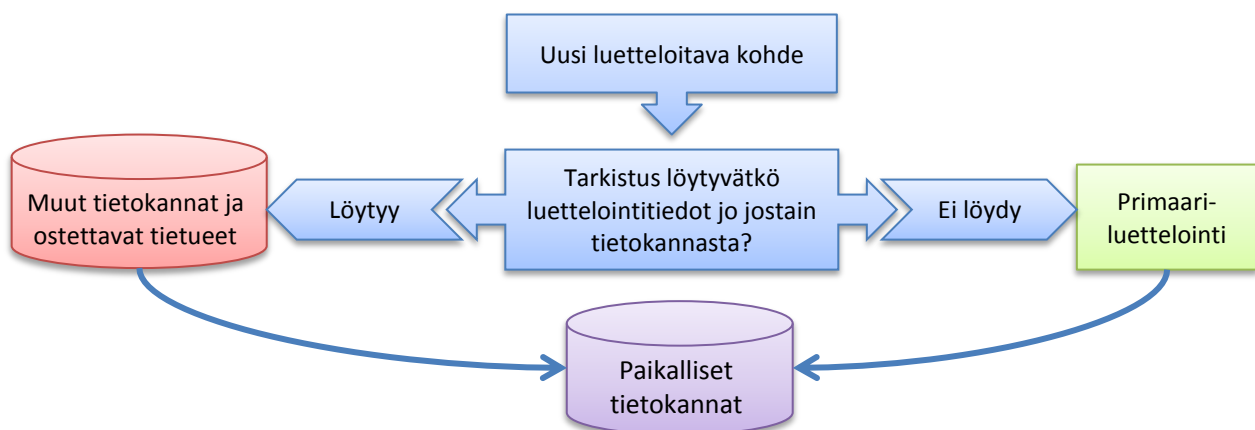 Uusi luetteloitava kohde
Muut tietokannat ja
ostettavat tietueet
Löytyy
Tarkistus löytyvätkö
luettelointitiedot jo jostain
tietokannasta?
Ei löydy
Primaari-
luettelointi
Paikalliset
tietokannat